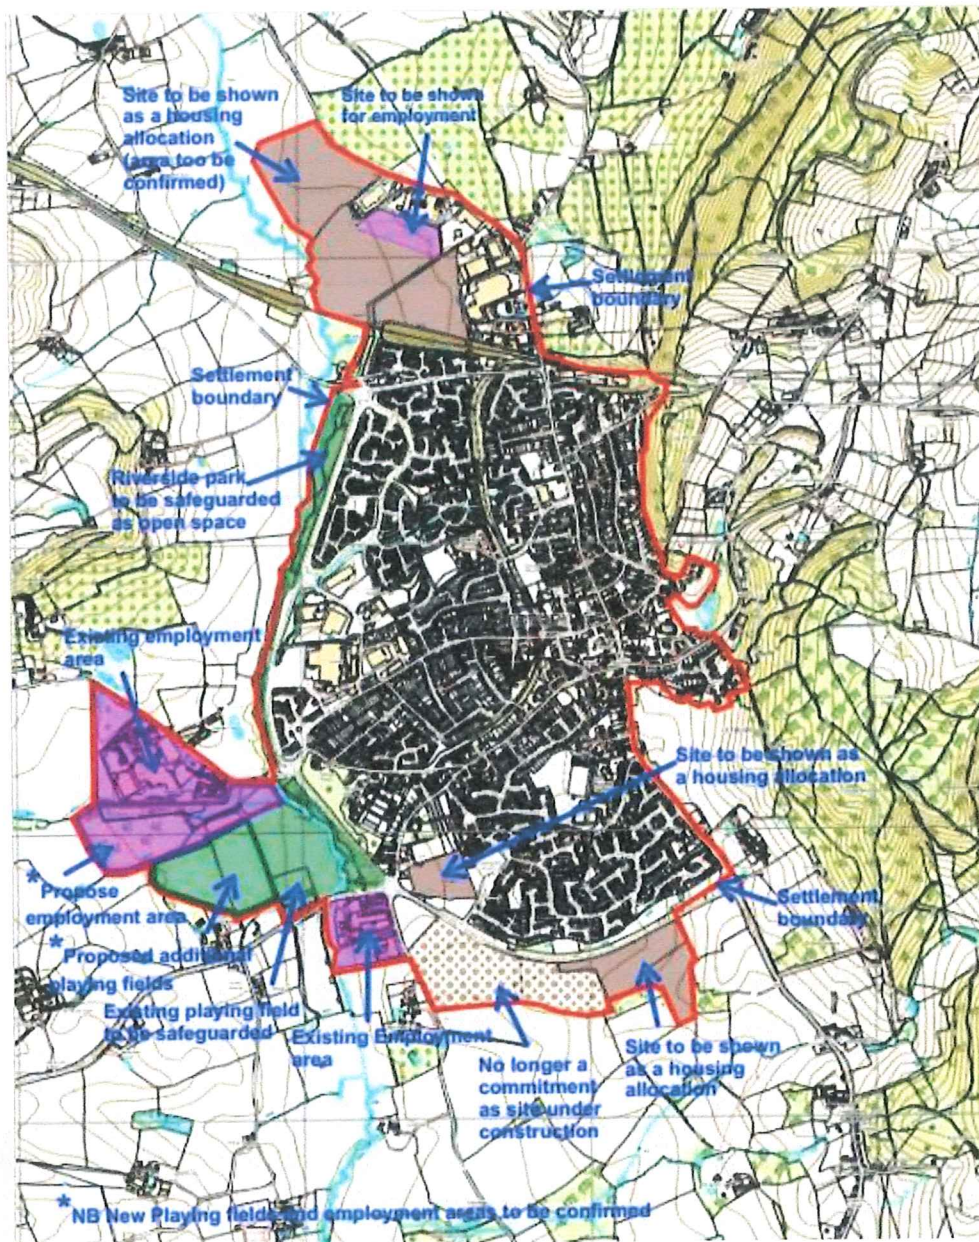 Site to be shown
as a housing
allocation
(area too be
confirmed)
Site to be shown
for employment
Settlement
boundary
Settlement
boundary
Riverside park
to be safeguarded
as open space
Existing employment
area
Site to be shown as
a housing allocation
*Propose
employment area
Settlement
boundary
*Proposed additional
playing fields
Existing playing field
to be safeguarded
Existing Employment
area
No longer a
commitment
as site under
construction
Site to be shown
as a housing
allocation
*NB New Playing fields and employment areas to be confirmed